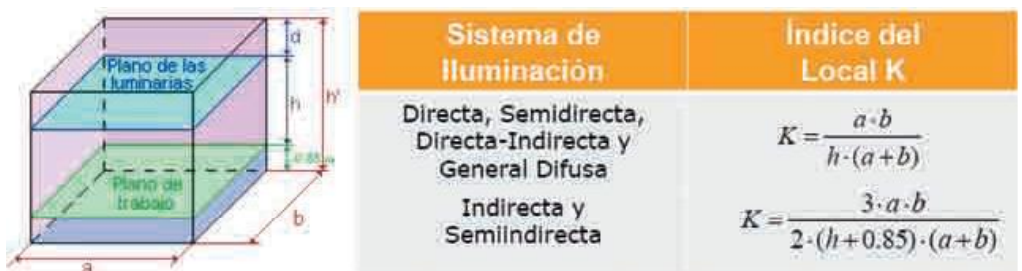 d
Plano de las
luminarias
h
h'
0.85 m
Plano de
trabajo
b
a
Sistema de
Iluminación
Índice del
Local K
Directa, Semidirecta,
Directa-Indirecta y
General Difusa
K = a·b / h·(a+b)
Indirecta y
Semiindirecta
K = 3·a·b / 2·(h+0.85)·(a+b)